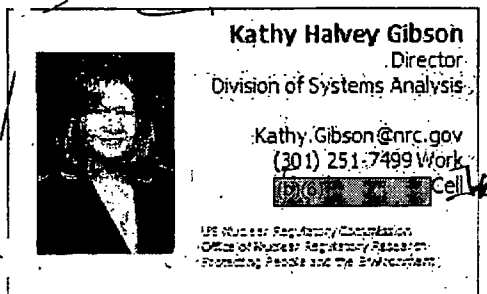 Kathy Halvey Gibson
Director
Division of Systems Analysis
Kathy.Gibson@nrc.gov
(301) 251-7499 Work
(b)(6) Cell
US Nuclear Regulatory Commission
Office of Nuclear Regulatory Research
Protecting People and the Environment